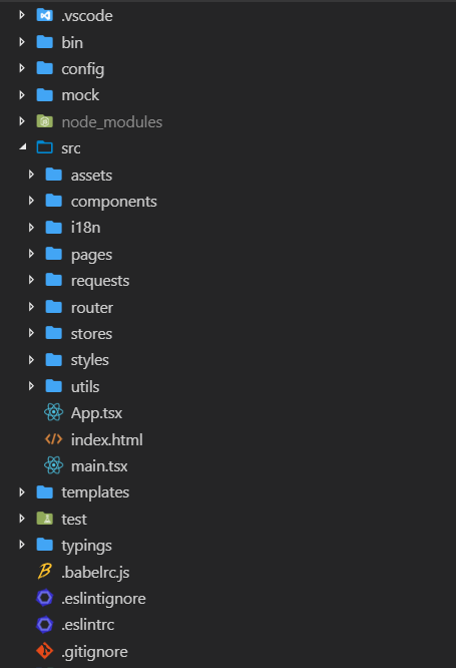 .vscode
bin
config
mock
node_modules
src
assets
components
i18n
pages
requests
router
stores
styles
utils
App.tsx
index.html
main.tsx
templates
test
typings
.babelrc.js
.eslintignore
.eslintrc
.gitignore